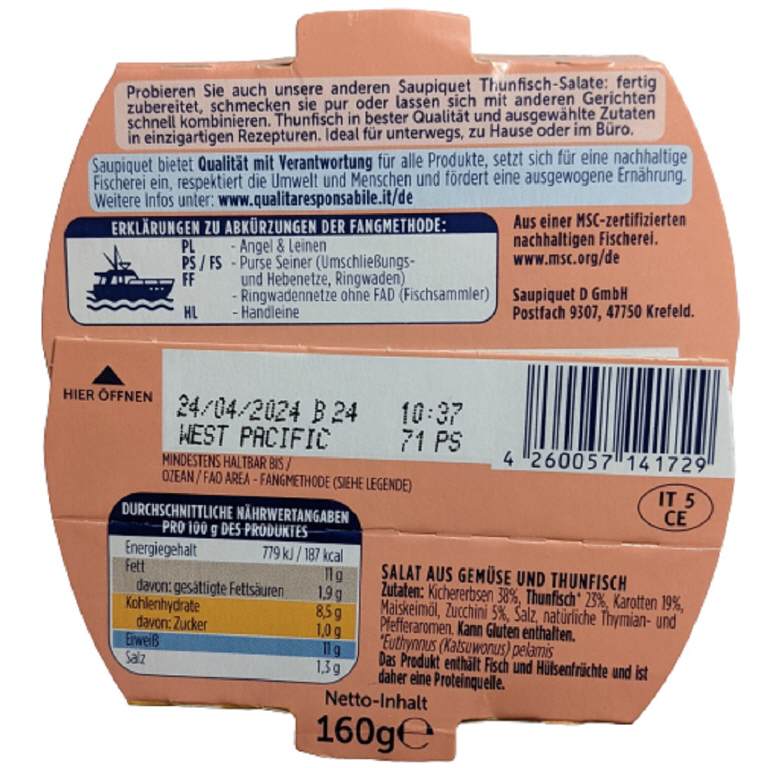 Probieren Sie auch unsere anderen Saupiquet Thunfisch-Salate: fertig
zubereitet, schmecken sie pur oder lassen sich mit anderen Gerichten
schnell kombinieren. Thunfisch in bester Qualität und ausgewählte Zutaten
in einzigartigen Rezepturen. Ideal für unterwegs, zu Hause oder im Büro.
Saupiquet bietet Qualität mit Verantwortung für alle Produkte, setzt sich für eine nachhaltige
Fischerei ein, respektiert die Umwelt und Menschen und fördert eine ausgewogene Ernährung.
Weitere Infos unter: www.qualitaresponsabile.it/de
ERKLÄRUNGEN ZU ABKÜRZUNGEN DER FANGMETHODE:
PL - Angel & Leinen
PS / FS - Purse Seiner (Umschließungs-
FF und Hebenetze, Ringwaden)
- Ringwadennetze ohne FAD (Fischsammler)
HL - Handleine
Aus einer MSC-zertifizierten
nachhaltigen Fischerei.
www.msc.org/de
Saupiquet D GmbH
Postfach 9307, 47750 Krefeld.
HIER ÖFFNEN
24/04/2024 B 24 10:37
WEST PACIFIC 71 PS
MINDESTENS HALTBAR BIS /
OZEAN / FAO AREA - FANGMETHODE (SIEHE LEGENDE)
4 260057 141729
IT 5
CE
DURCHSCHNITTLICHE NÄHRWERTANGABEN
PRO 100 g DES PRODUKTES
Energiegehalt 779 kJ / 187 kcal
Fett 11 g
davon: gesättigte Fettsäuren 1,9 g
Kohlenhydrate 8,5 g
davon: Zucker 1,0 g
Eiweiß 11 g
Salz 1,3 g
SALAT AUS GEMÜSE UND THUNFISCH
Zutaten: Kichererbsen 38%, Thunfisch* 23%, Karotten 19%,
Maiskeimöl, Zucchini 5%, Salz, natürliche Thymian- und
Pfefferaromen. Kann Gluten enthalten.
*Euthynnus (Katsuwonus) pelamis
Das Produkt enthält Fisch und Hülsenfrüchte und ist
daher eine Proteinquelle.
Netto-Inhalt
160g℮